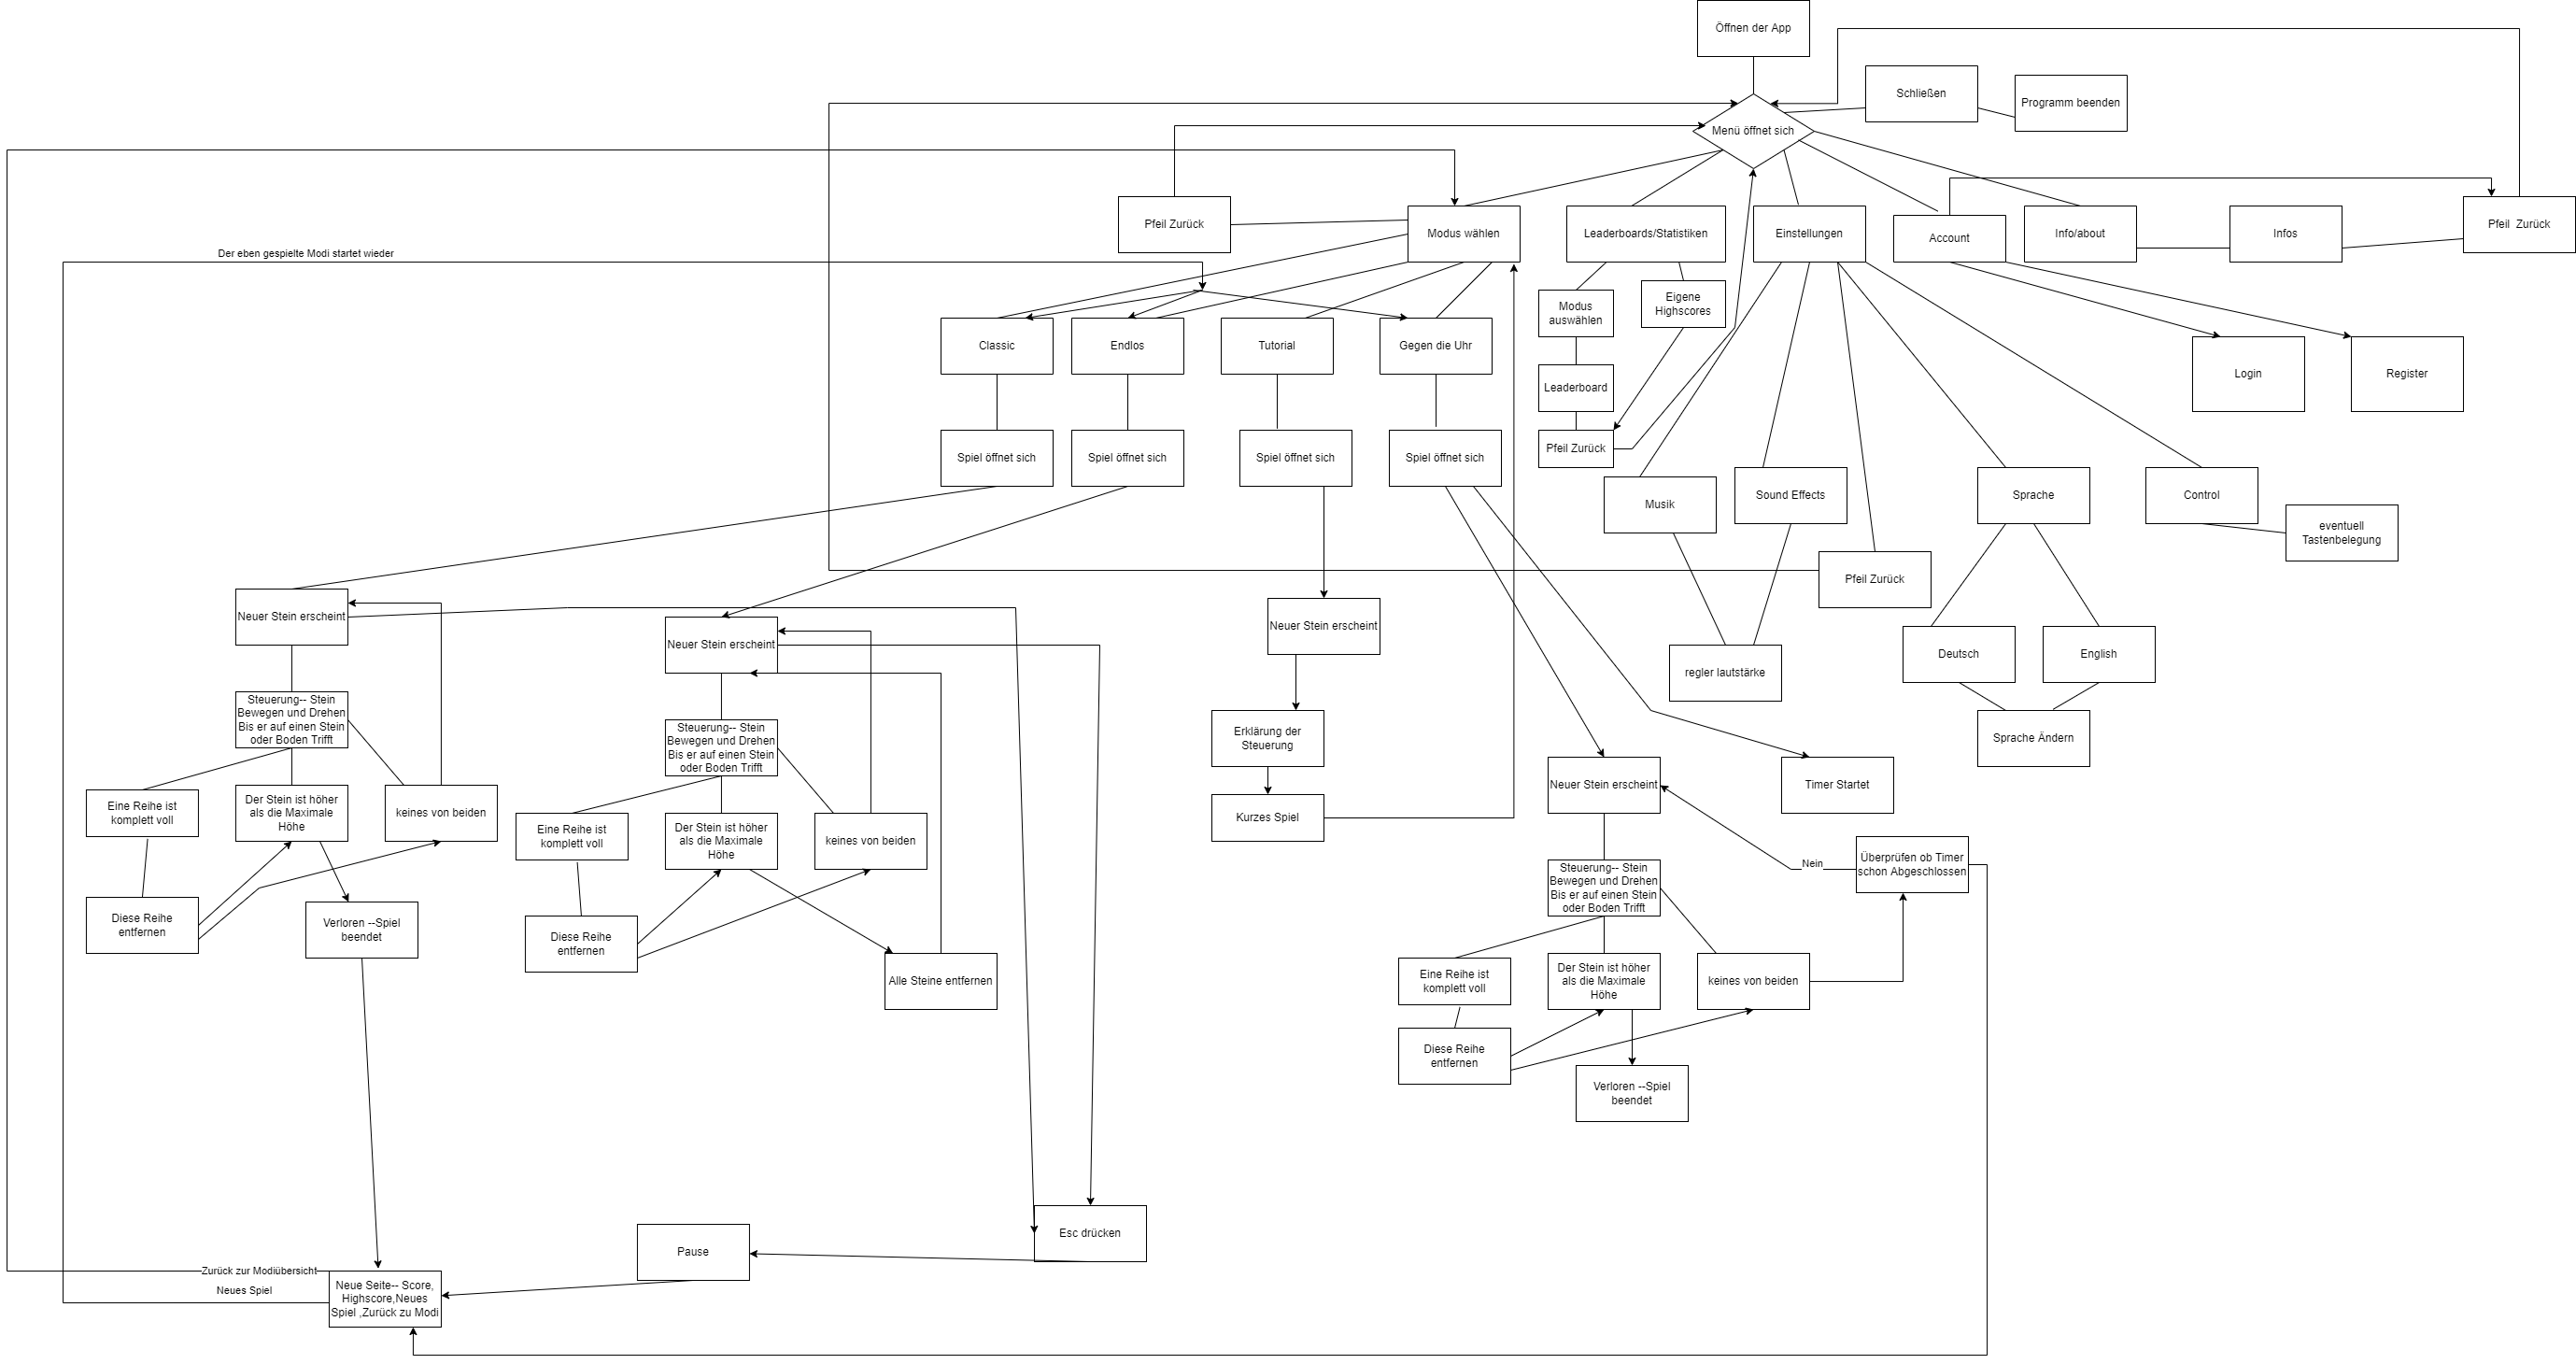 Öffnen der App
Schließen
Programm beenden
Menü öffnet sich
Pfeil Zurück
Modus wählen
Leaderboards/Statistiken
Einstellungen
Account
Info/about
Infos
Pfeil  Zurück
Der eben gespielte Modi startet wieder
Modus
auswählen
Eigene
Highscores
Classic
Endlos
Tutorial
Gegen die Uhr
Leaderboard
Login
Register
Spiel öffnet sich
Spiel öffnet sich
Spiel öffnet sich
Spiel öffnet sich
Pfeil Zurück
Musik
Sound Effects
Sprache
Control
eventuell
Tastenbelegung
Pfeil Zurück
Neuer Stein erscheint
Neuer Stein erscheint
Neuer Stein erscheint
regler lautstärke
Deutsch
English
Steuerung-- Stein
Bewegen und Drehen
Bis er auf einen Stein
oder Boden Trifft
Steuerung-- Stein
Bewegen und Drehen
Bis er auf einen Stein
oder Boden Trifft
Erklärung der
Steuerung
Sprache Ändern
Neuer Stein erscheint
Timer Startet
Eine Reihe ist
komplett voll
Der Stein ist höher
als die Maximale
Höhe
keines von beiden
Eine Reihe ist
komplett voll
Der Stein ist höher
als die Maximale
Höhe
keines von beiden
Kurzes Spiel
Nein
Überprüfen ob Timer
schon Abgeschlossen
Steuerung-- Stein
Bewegen und Drehen
Bis er auf einen Stein
oder Boden Trifft
Diese Reihe
entfernen
Verloren --Spiel
beendet
Diese Reihe
entfernen
Alle Steine entfernen
Eine Reihe ist
komplett voll
Der Stein ist höher
als die Maximale
Höhe
keines von beiden
Diese Reihe
entfernen
Verloren --Spiel
beendet
Esc drücken
Pause
Zurück zur Modiübersicht
Neues Spiel
Neue Seite-- Score,
Highscore,Neues
Spiel ,Zurück zu Modi